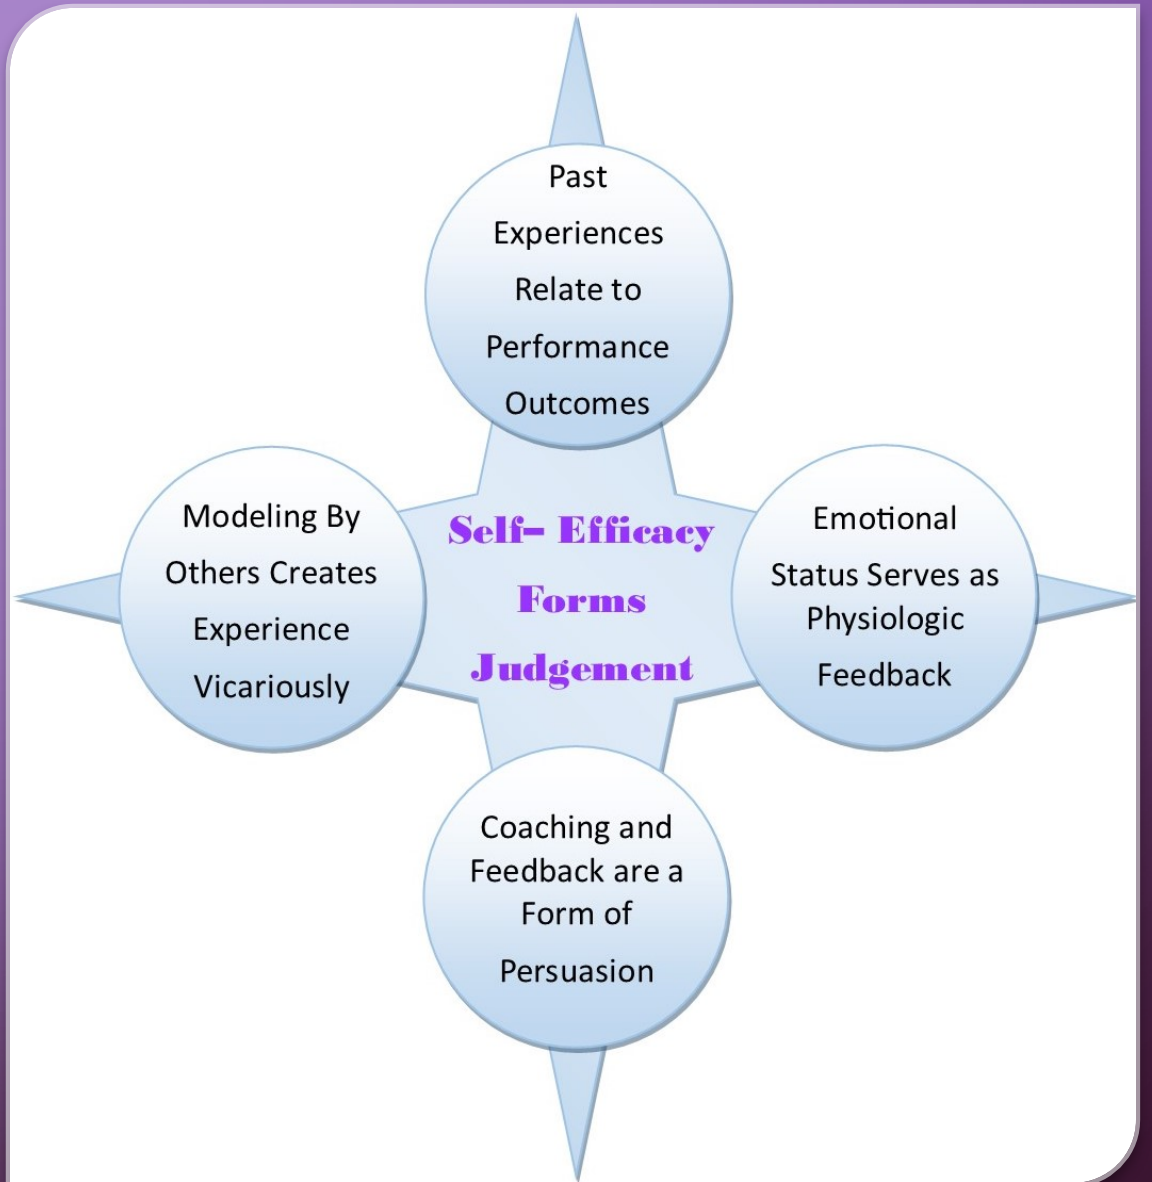 Past
Experiences
Relate to
Performance
Outcomes
Modeling By
Others Creates
Experience
Vicariously
Self– Efficacy
Forms
Judgement
Emotional
Status Serves as
Physiologic
Feedback
Coaching and
Feedback are a
Form of
Persuasion